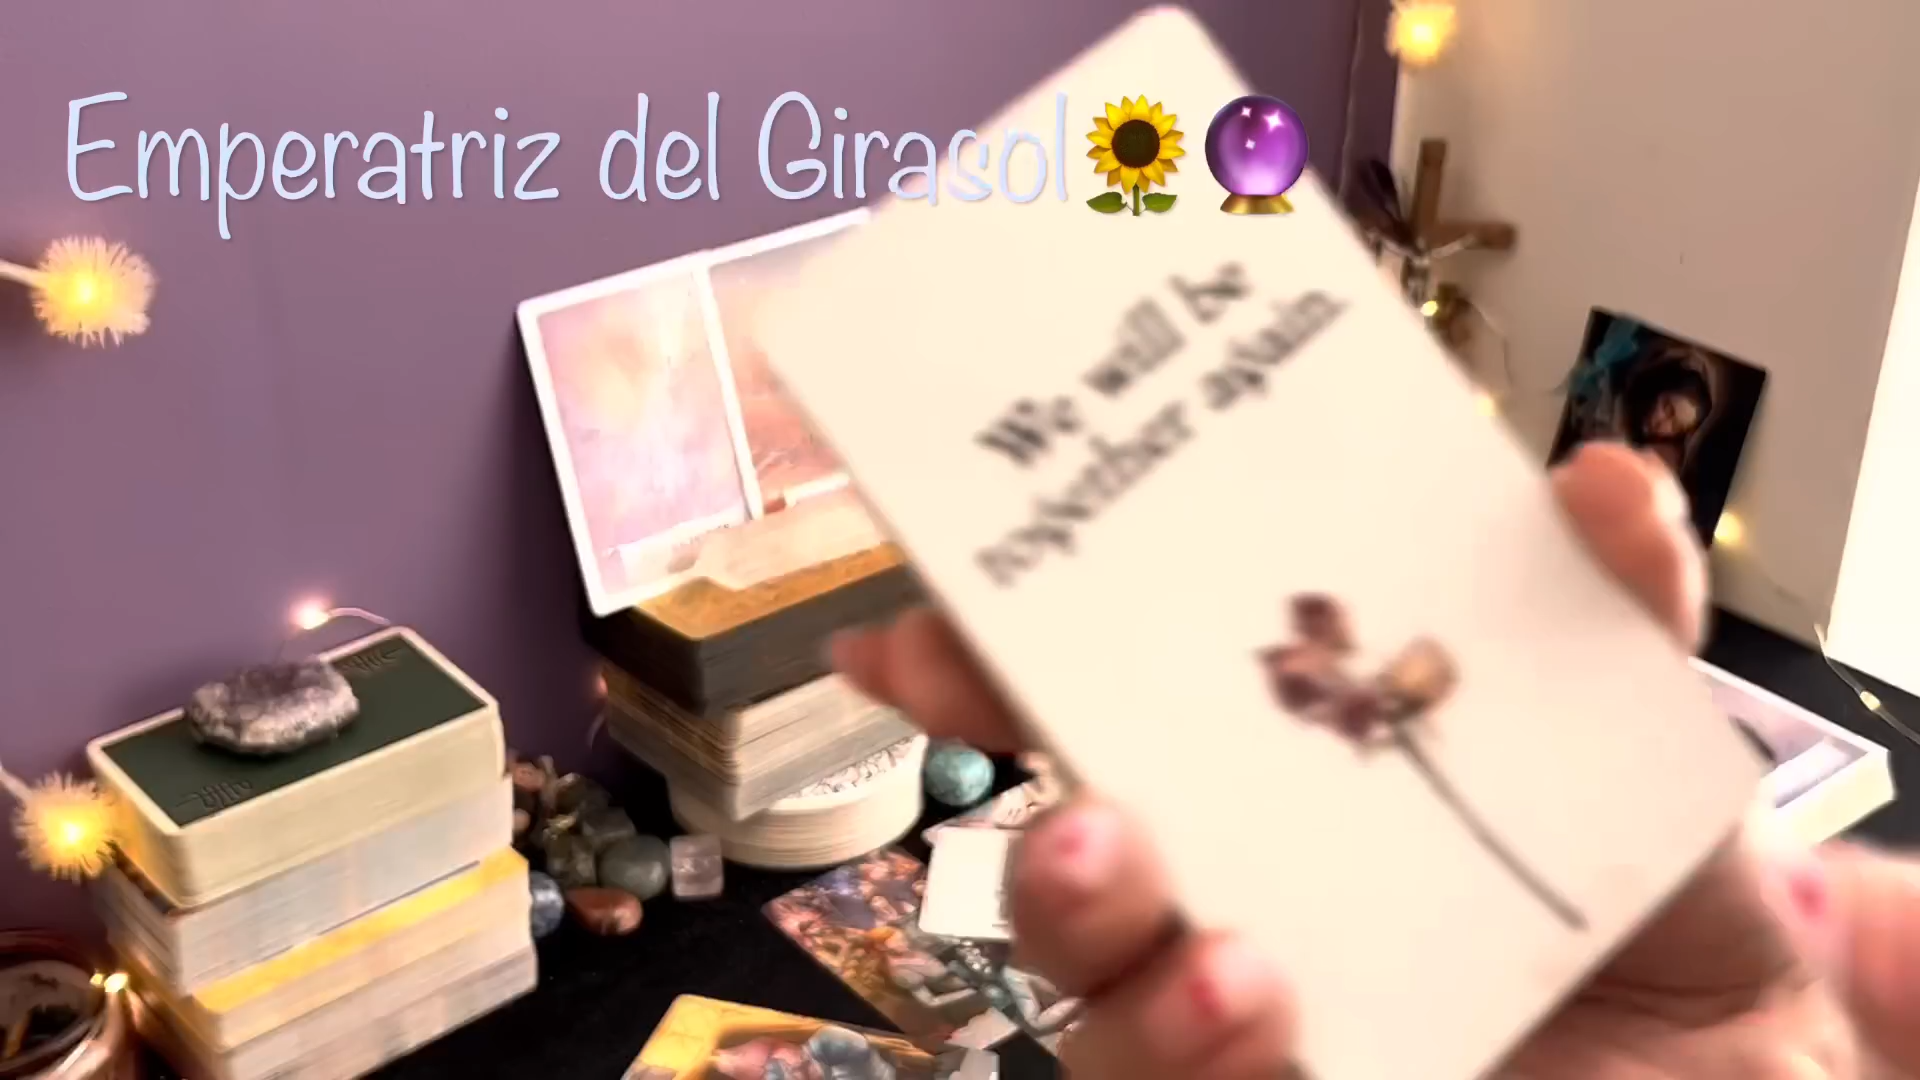 Emperatriz del Girasol🌻🔮
We will be
together again